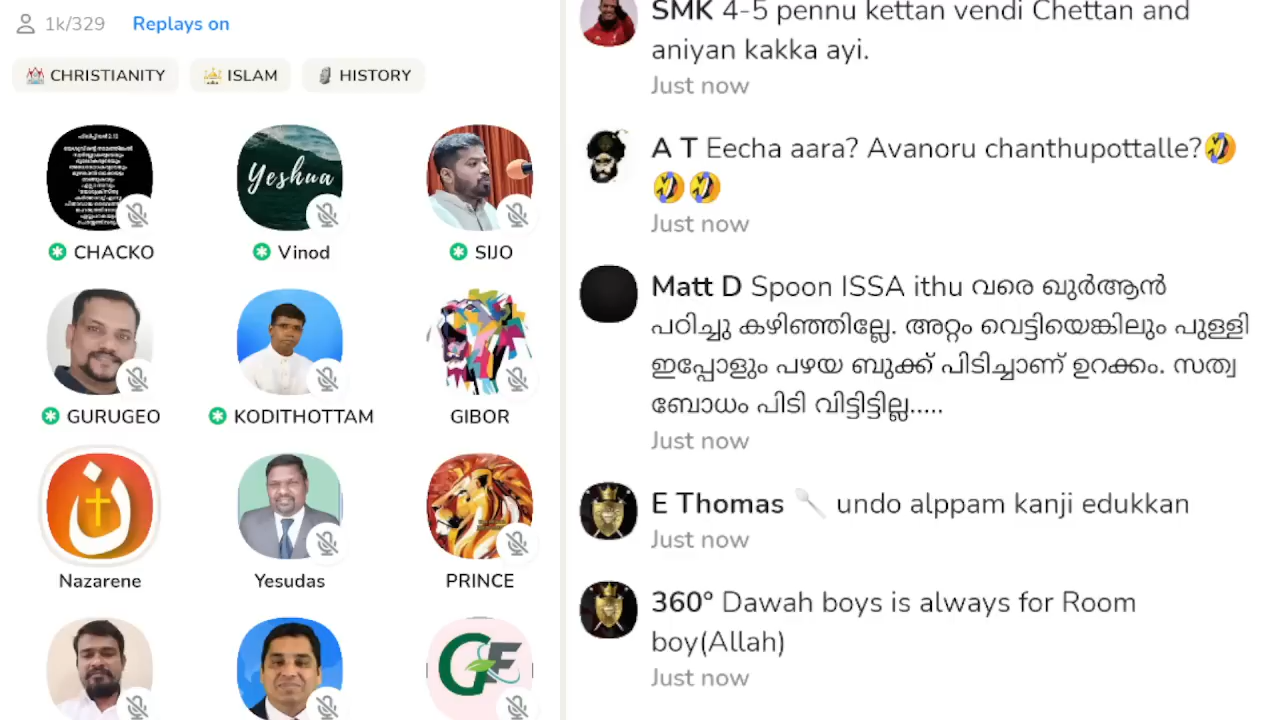 1k/329 Replays on
CHRISTIANITY ISLAM HISTORY
Yeshua
CHACKO Vinod SIJO
GURUGEO KODITHOTTAM GIBOR
ن
Nazarene Yesudas PRINCE
GF
SMK 4-5 pennu kettan vendi Chettan and
aniyan kakka ayi.
Just now
A T Eecha aara? Avanoru chanthupottalle?🤣
🤣🤣
Just now
Matt D Spoon ISSA ithu വരെ ഖുർആൻ
പഠിച്ചു കഴിഞ്ഞില്ലേ. അറ്റം വെട്ടിയെങ്കിലും പുള്ളി
ഇപ്പോളും പഴയ ബുക്ക് പിടിച്ചാണ് ഉറക്കം. സത്വ
ബോധം പിടി വിട്ടിട്ടില്ല.....
Just now
E Thomas 🥄 undo alppam kanji edukkan
Just now
360° Dawah boys is always for Room
boy(Allah)
Just now